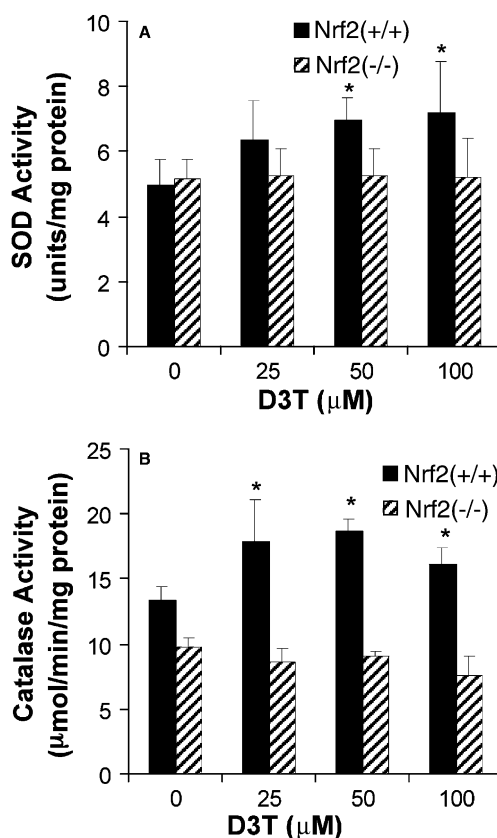 A
Nrf2(+/+)
Nrf2(-/-)
*
*
SOD Activity
(units/mg protein)
10
8
6
4
2
0
0 25 50 100
D3T (μM)
B
Nrf2(+/+)
Nrf2(-/-)
*
*
*
Catalase Activity
(μmol/min/mg protein)
25
20
15
10
5
0
0 25 50 100
D3T (μM)